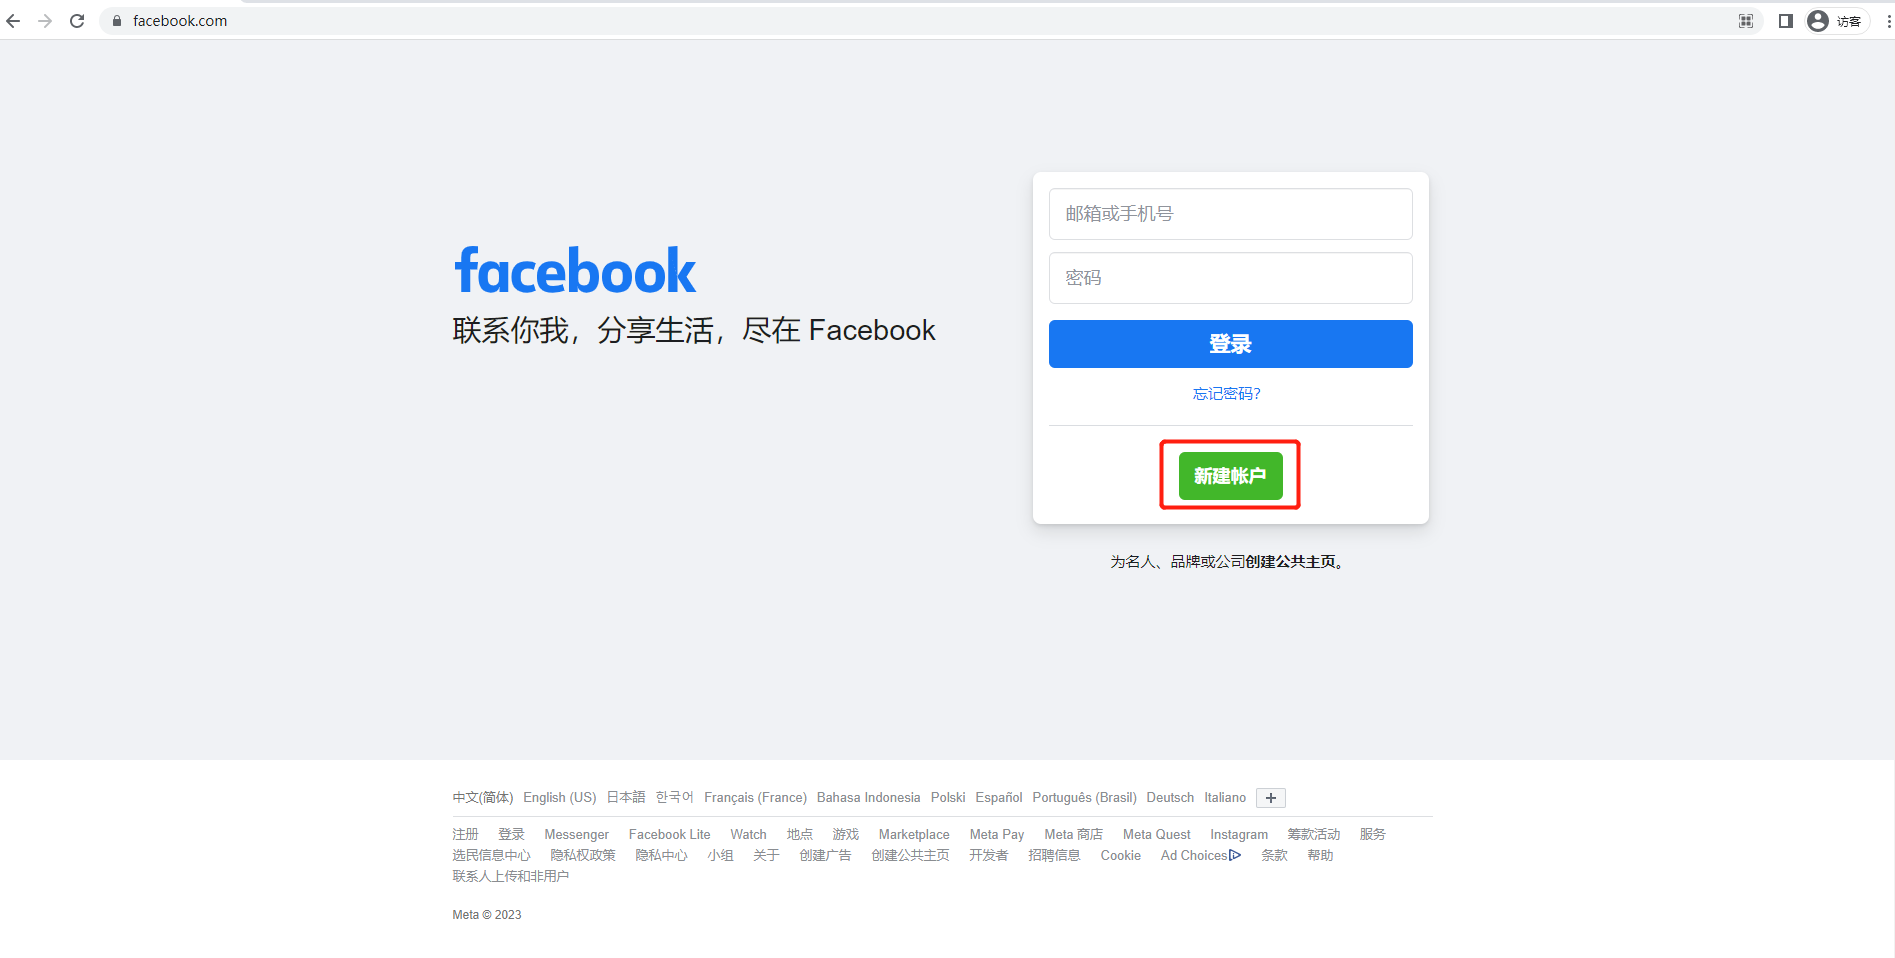 facebook.com
访客
邮箱或手机号
facebook
密码
联系你我，分享生活，尽在 Facebook
登录
忘记密码？
新建帐户
为名人、品牌或公司创建公共主页。
中文(简体) English (US) 日本語 한국어 Français (France) Bahasa Indonesia Polski Español Português (Brasil) Deutsch Italiano
注册 登录 Messenger Facebook Lite Watch 地点 游戏 Marketplace Meta Pay Meta 商店 Meta Quest Instagram 筹款活动 服务
选民信息中心 隐私权政策 隐私中心 小组 关于 创建广告 创建公共主页 开发者 招聘信息 Cookie Ad Choices 条款 帮助
联系人上传和非用户
Meta © 2023